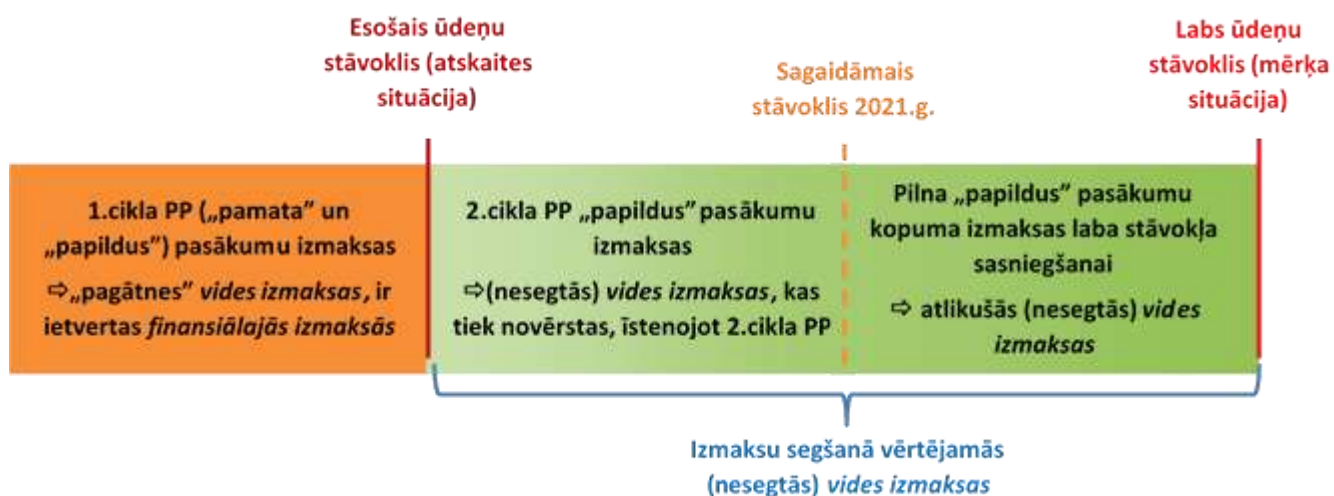 Esošais ūdeņu
stāvoklis (atskaites
situācija)
Sagaidāmais
stāvoklis 2021.g.
Labs ūdeņu
stāvoklis (mērķa
situācija)
1.cikla PP („pamata” un
„papildus”) pasākumu izmaksas
⇨„pagātnes” vides izmaksas, ir
ietvertas finansiālajās izmaksās
2.cikla PP „papildus” pasākumu
izmaksas
⇨(nesegtās) vides izmaksas, kas
tiek novērstas, īstenojot 2.cikla PP
Pilna „papildus” pasākumu
kopuma izmaksas laba stāvokļa
sasniegšanai
⇨ atlikušās (nesegtās) vides
izmaksas
Izmaksu segšanā vērtējamās
(nesegtās) vides izmaksas